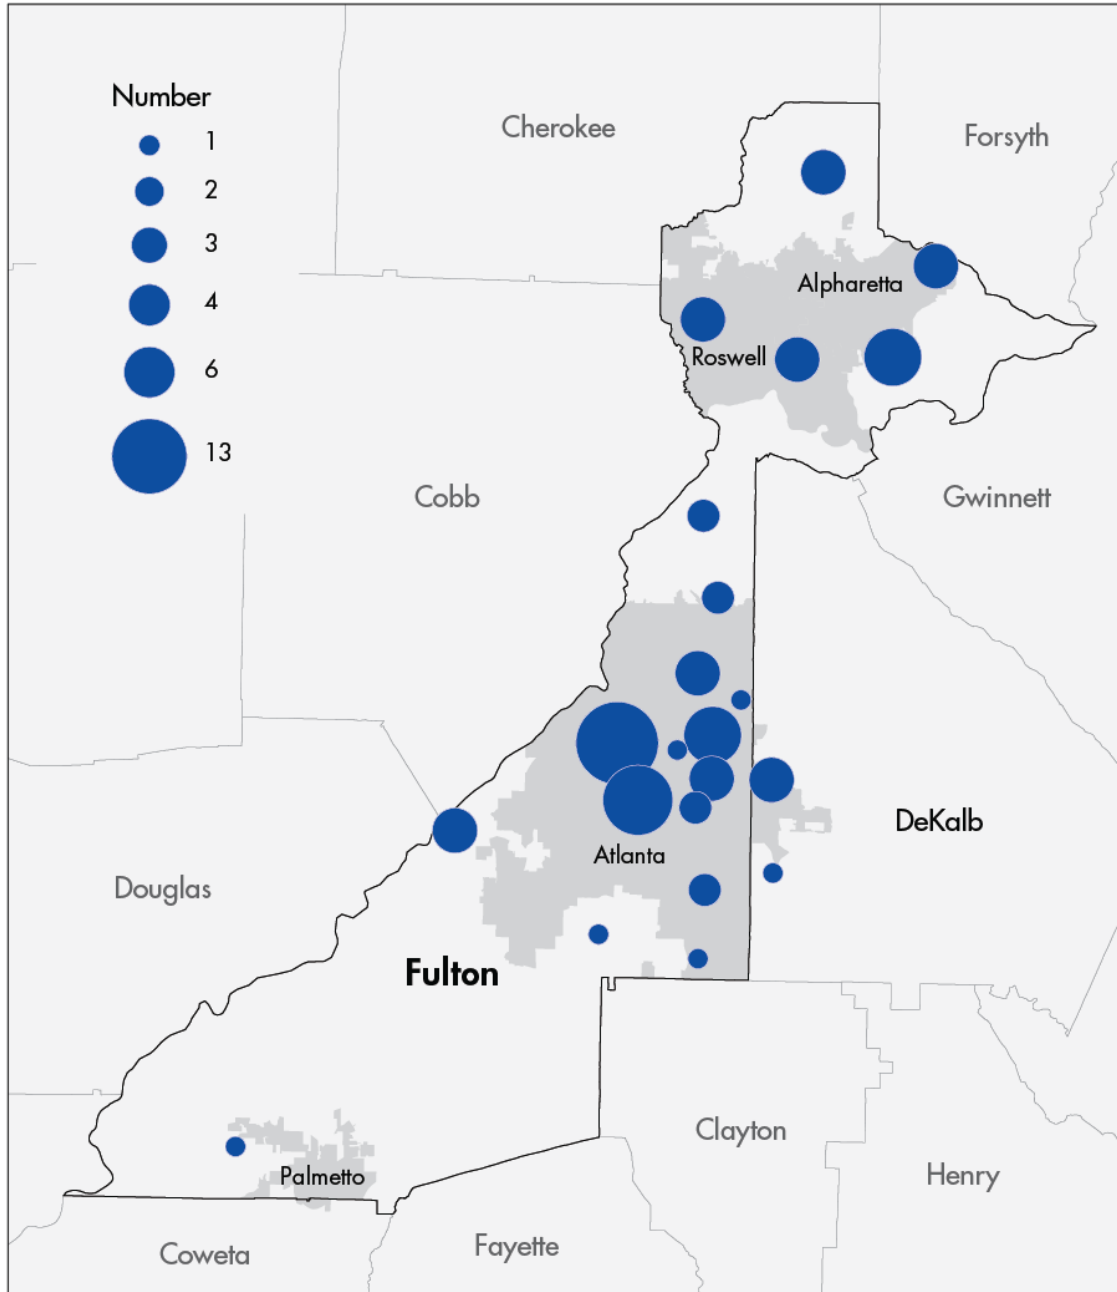 Number
1
2
3
4
6
13
Cherokee
Forsyth
Alpharetta
Roswell
Cobb
Gwinnett
DeKalb
Atlanta
Douglas
Fulton
Clayton
Palmetto
Henry
Coweta
Fayette